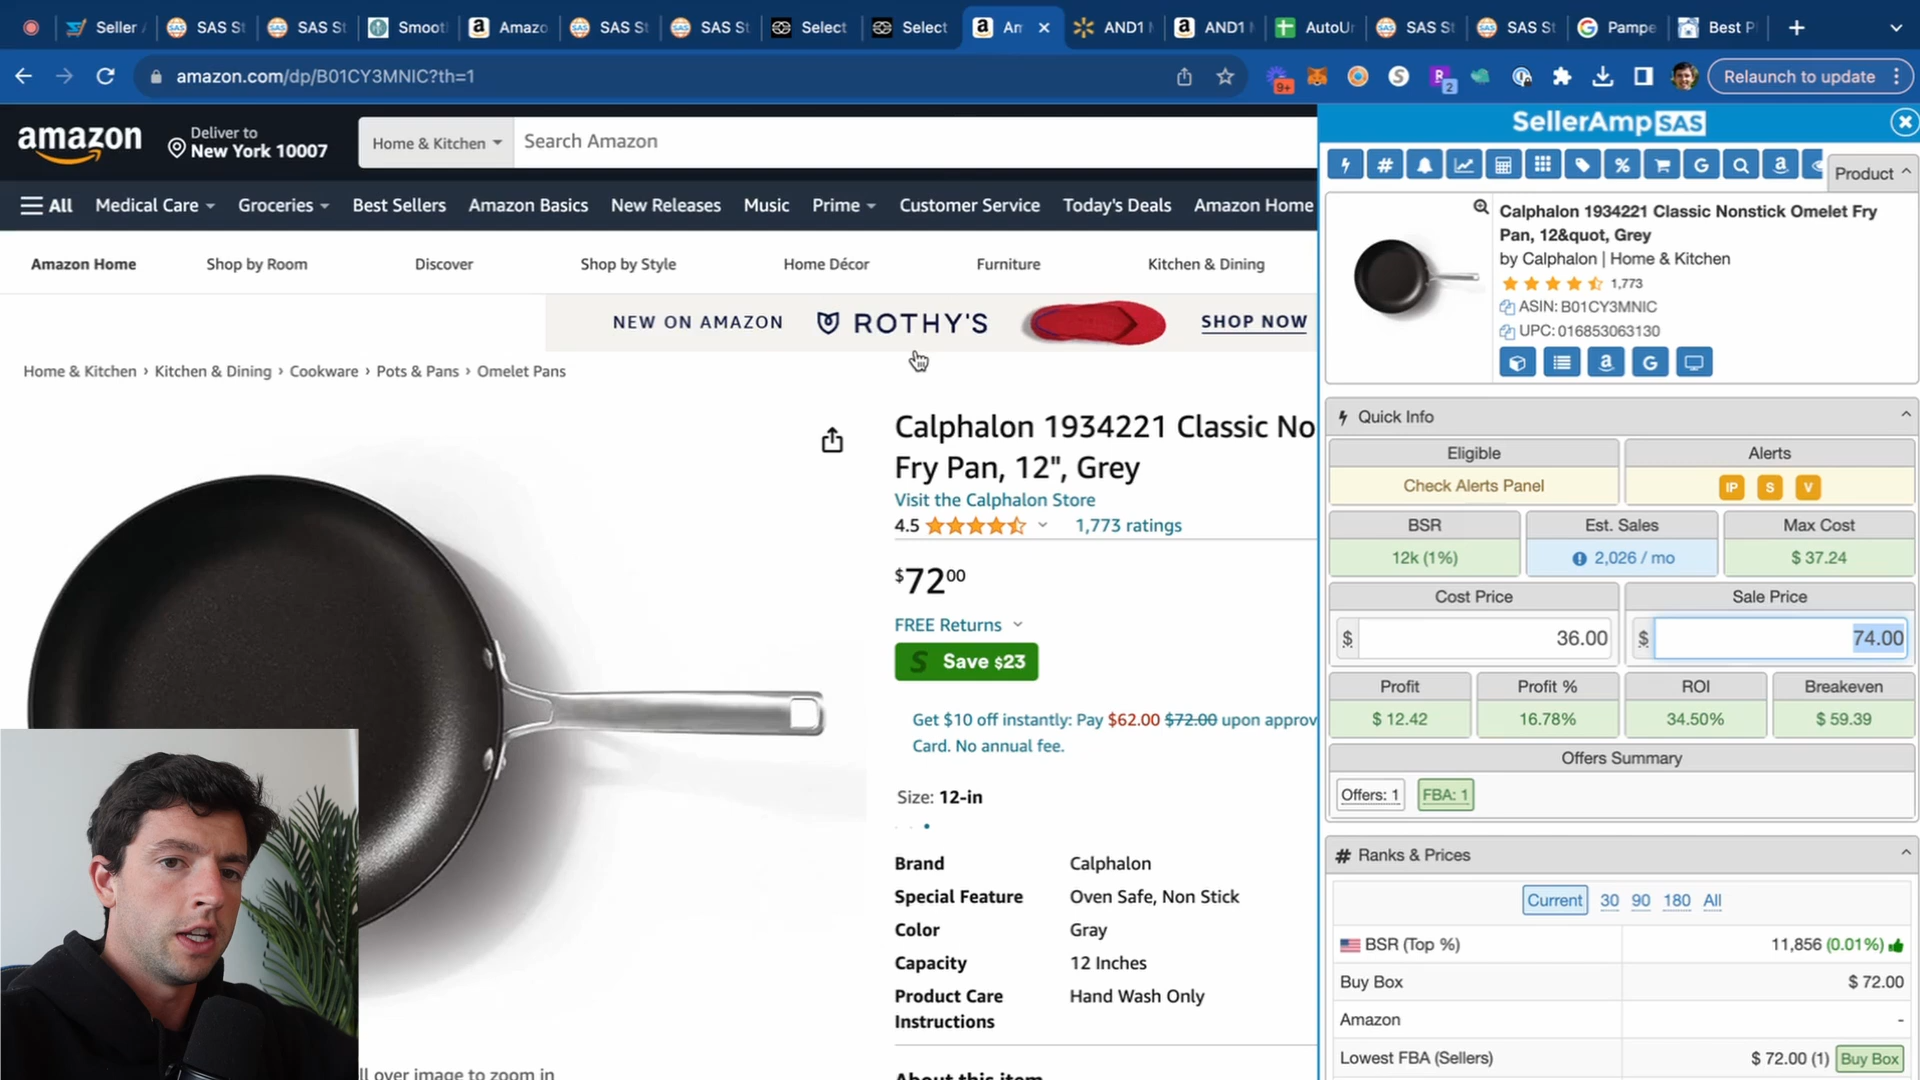 Seller A
SAS St
SAS St
Smoot
Amazo
SAS St
SAS St
Select
Select
Am
AND1
AND1
AutoUr
SAS St
SAS St
Pampe
Best P
amazon.com/dp/B01CY3MNIC?th=1
9+
2
Relaunch to update
amazon
Deliver to
New York 10007
Home & Kitchen
Search Amazon
All
Medical Care
Groceries
Best Sellers
Amazon Basics
New Releases
Music
Prime
Customer Service
Today's Deals
Amazon Home
Amazon Home
Shop by Room
Discover
Shop by Style
Home Décor
Furniture
Kitchen & Dining
NEW ON AMAZON
ROTHY'S
SHOP NOW
Home & Kitchen › Kitchen & Dining › Cookware › Pots & Pans › Omelet Pans
Calphalon 1934221 Classic No
Fry Pan, 12", Grey
Visit the Calphalon Store
4.5
1,773 ratings
$7200
FREE Returns
Save $23
Get $10 off instantly: Pay $62.00 $72.00 upon approv
Card. No annual fee.
Size: 12-in
Brand Calphalon
Special Feature Oven Safe, Non Stick
Color Gray
Capacity 12 Inches
Product Care Hand Wash Only
Instructions
About this item
ll over image to zoom in
SellerAmp SAS
Product
Calphalon 1934221 Classic Nonstick Omelet Fry
Pan, 12&quot, Grey
by Calphalon | Home & Kitchen
1,773
ASIN: B01CY3MNIC
UPC: 016853063130
Quick Info
Eligible
Alerts
Check Alerts Panel
IP S V
BSR
Est. Sales
Max Cost
12k (1%)
2,026 / mo
$ 37.24
Cost Price
Sale Price
$ 36.00
$ 74.00
Profit
Profit %
ROI
Breakeven
$ 12.42
16.78%
34.50%
$ 59.39
Offers Summary
Offers: 1
FBA: 1
# Ranks & Prices
Current 30 90 180 All
BSR (Top %)
11,856 (0.01%)
Buy Box
$ 72.00
Amazon
-
Lowest FBA (Sellers)
$ 72.00 (1) Buy Box